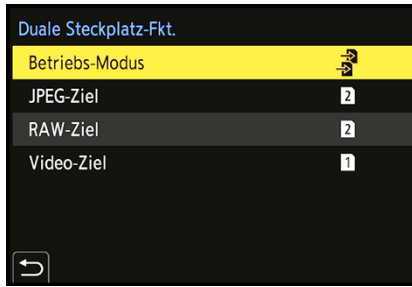 Duale Steckplatz-Fkt.
Betriebs-Modus
JPEG-Ziel 2
RAW-Ziel 2
Video-Ziel 1